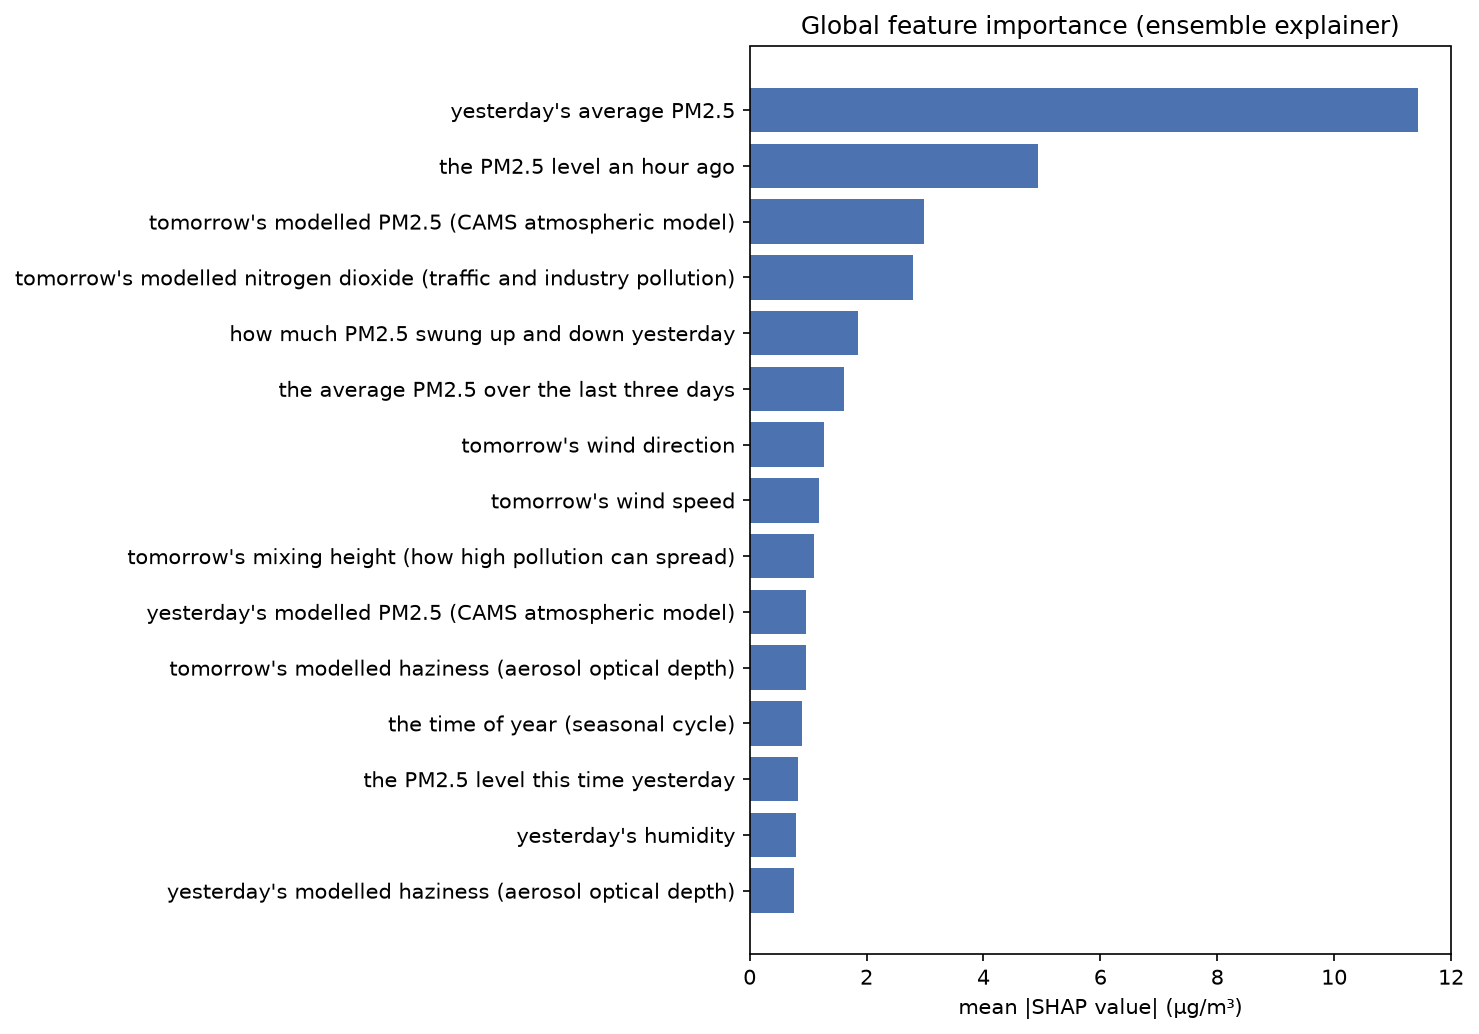 Global feature importance (ensemble explainer)
yesterday's average PM2.5
the PM2.5 level an hour ago
tomorrow's modelled PM2.5 (CAMS atmospheric model)
tomorrow's modelled nitrogen dioxide (traffic and industry pollution)
how much PM2.5 swung up and down yesterday
the average PM2.5 over the last three days
tomorrow's wind direction
tomorrow's wind speed
tomorrow's mixing height (how high pollution can spread)
yesterday's modelled PM2.5 (CAMS atmospheric model)
tomorrow's modelled haziness (aerosol optical depth)
the time of year (seasonal cycle)
the PM2.5 level this time yesterday
yesterday's humidity
yesterday's modelled haziness (aerosol optical depth)
0 2 4 6 8 10 12
mean |SHAP value| (µg/m³)